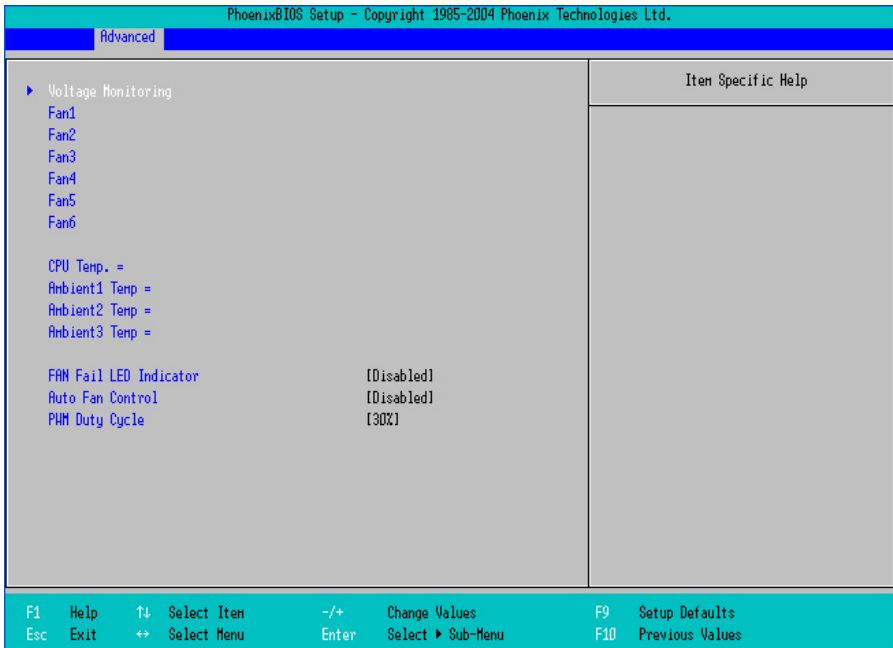 PhoenixBIOS Setup - Copyright 1985-2004 Phoenix Technologies Ltd.
Advanced
Voltage Monitoring
Fan1
Fan2
Fan3
Fan4
Fan5
Fan6
CPU Temp. =
Ambient1 Temp =
Ambient2 Temp =
Ambient3 Temp =
FAN Fail LED Indicator [Disabled]
Auto Fan Control [Disabled]
PWM Duty Cycle [30%]
Item Specific Help
F1 Help ↑↓ Select Item -/+ Change Values F9 Setup Defaults
Esc Exit ↔ Select Menu Enter Select ▶ Sub-Menu F10 Previous Values